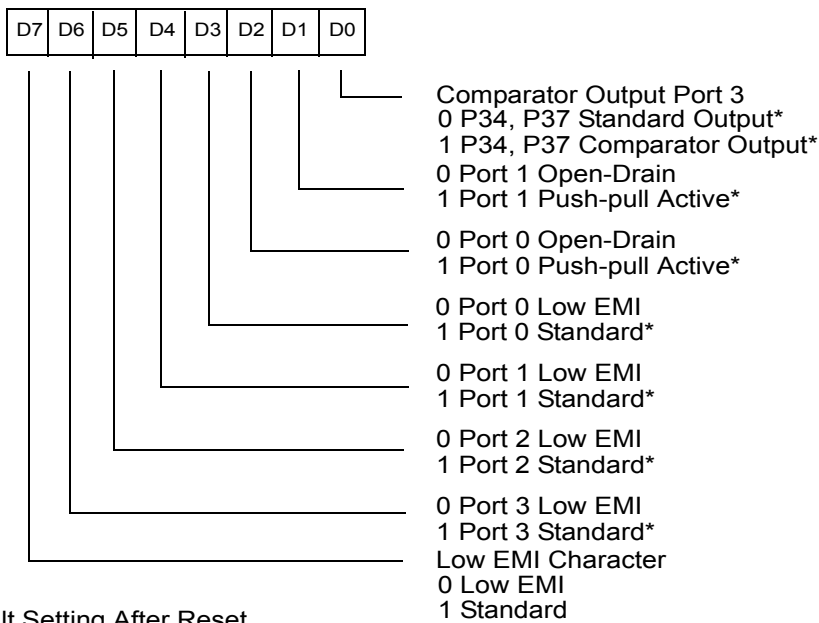 D7 D6 D5 D4 D3 D2 D1 D0
Comparator Output Port 3
0 P34, P37 Standard Output*
1 P34, P37 Comparator Output*
0 Port 1 Open-Drain
1 Port 1 Push-pull Active*
0 Port 0 Open-Drain
1 Port 0 Push-pull Active*
0 Port 0 Low EMI
1 Port 0 Standard*
0 Port 1 Low EMI
1 Port 1 Standard*
0 Port 2 Low EMI
1 Port 2 Standard*
0 Port 3 Low EMI
1 Port 3 Standard*
Low EMI Character
0 Low EMI
1 Standard
Setting After Reset